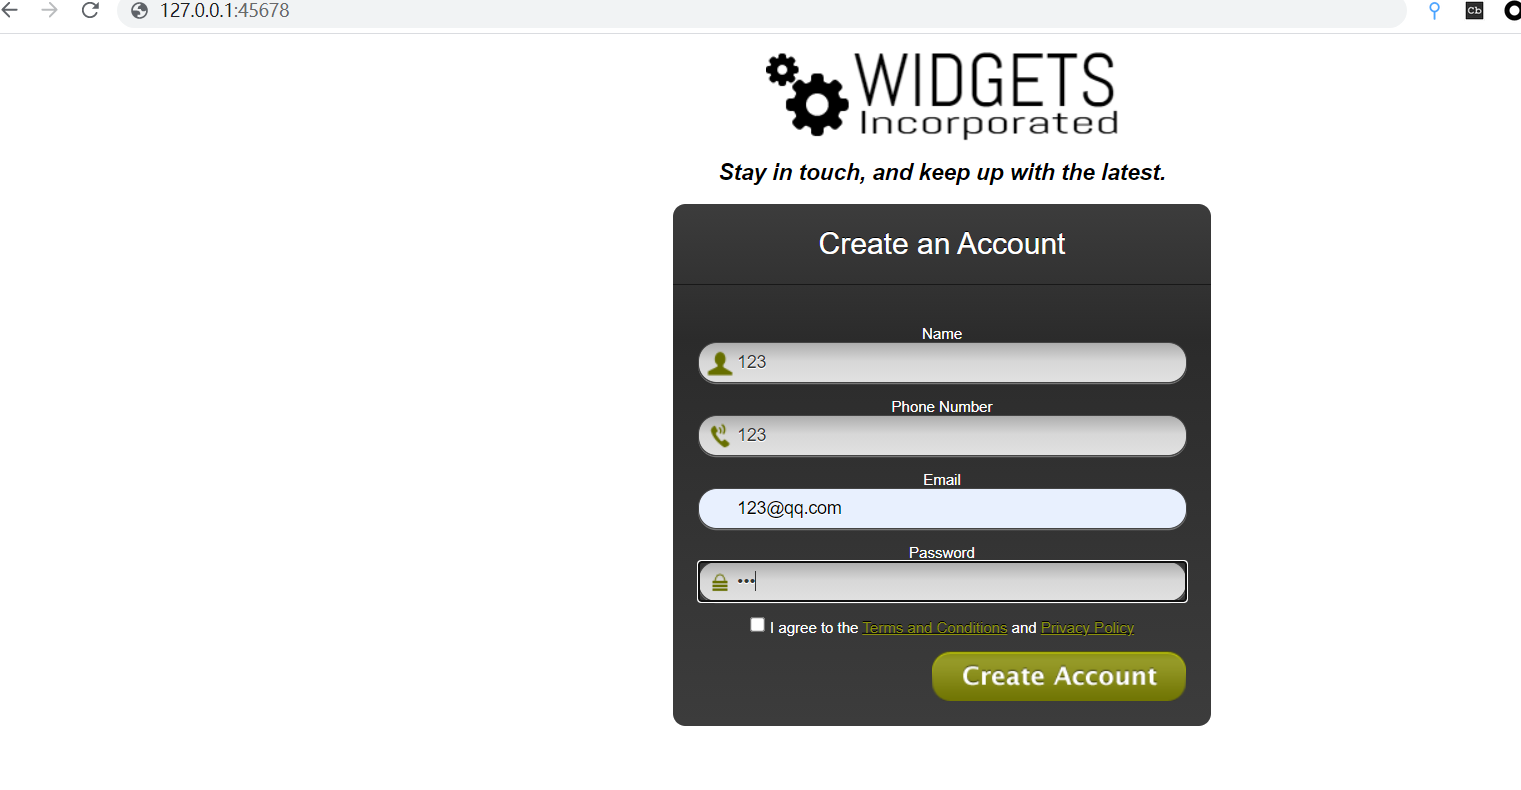 127.0.0.1:45678
cb
WIDGETS
Incorporated
Stay in touch, and keep up with the latest.
Create an Account
Name
123
Phone Number
123
Email
123@qq.com
Password
•••
I agree to the Terms and Conditions and Privacy Policy
Create Account